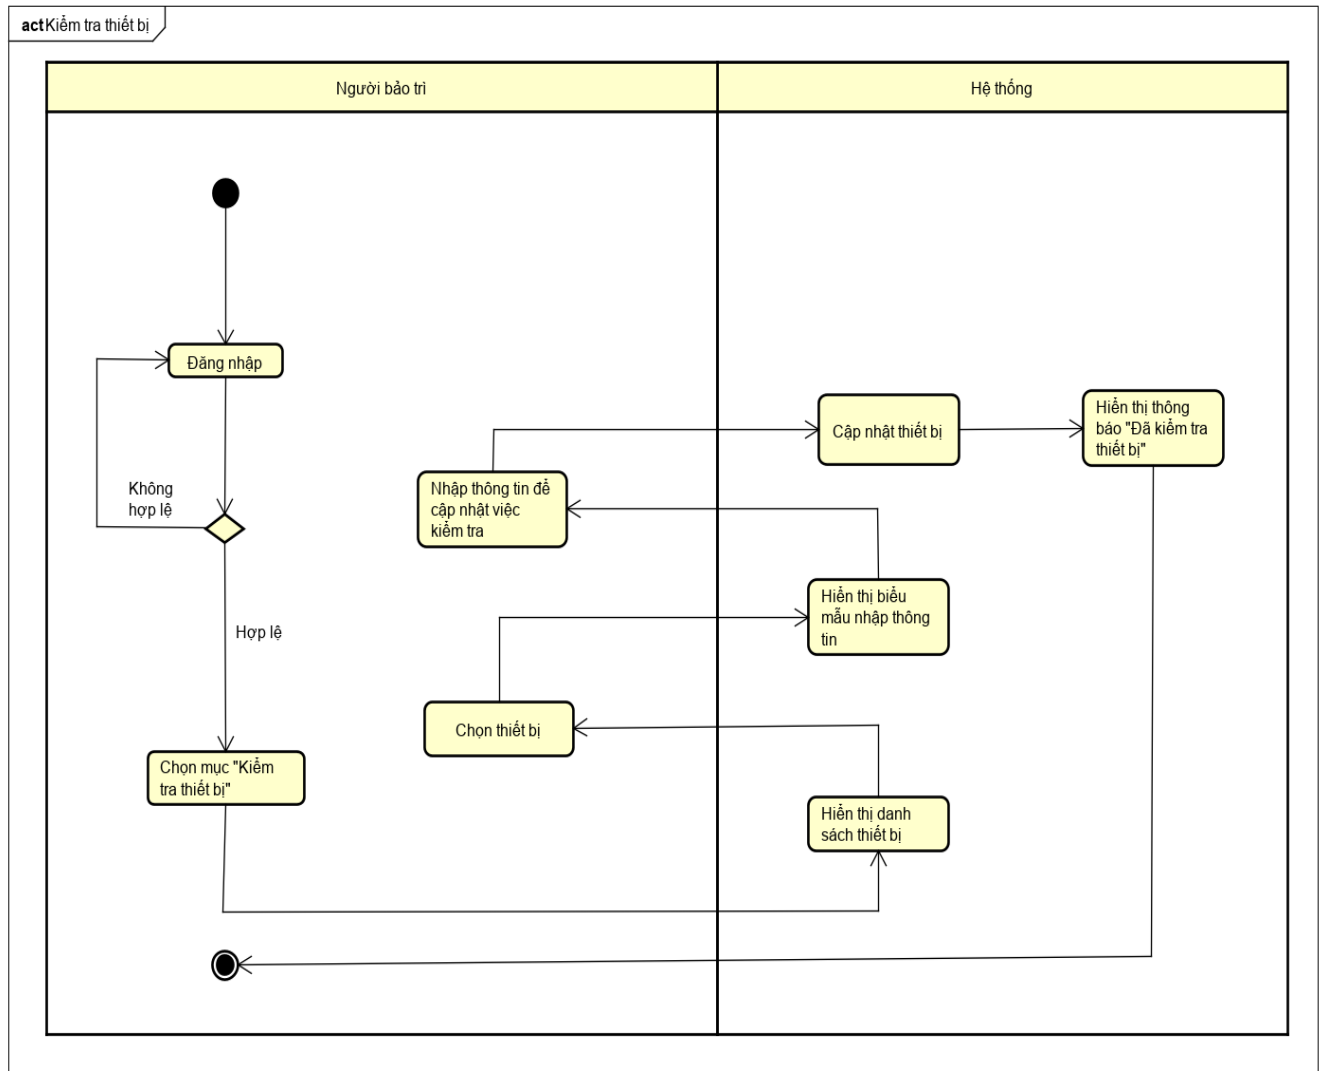 act Kiểm tra thiết bị
Người bảo trì
Hệ thống
Đăng nhập
Không
hợp lệ
Hợp lệ
Chọn mục "Kiểm
tra thiết bị"
Nhập thông tin để
cập nhật việc
kiểm tra
Chọn thiết bị
Cập nhật thiết bị
Hiển thị thông
báo "Đã kiểm tra
thiết bị"
Hiển thị biểu
mẫu nhập thông
tin
Hiển thị danh
sách thiết bị